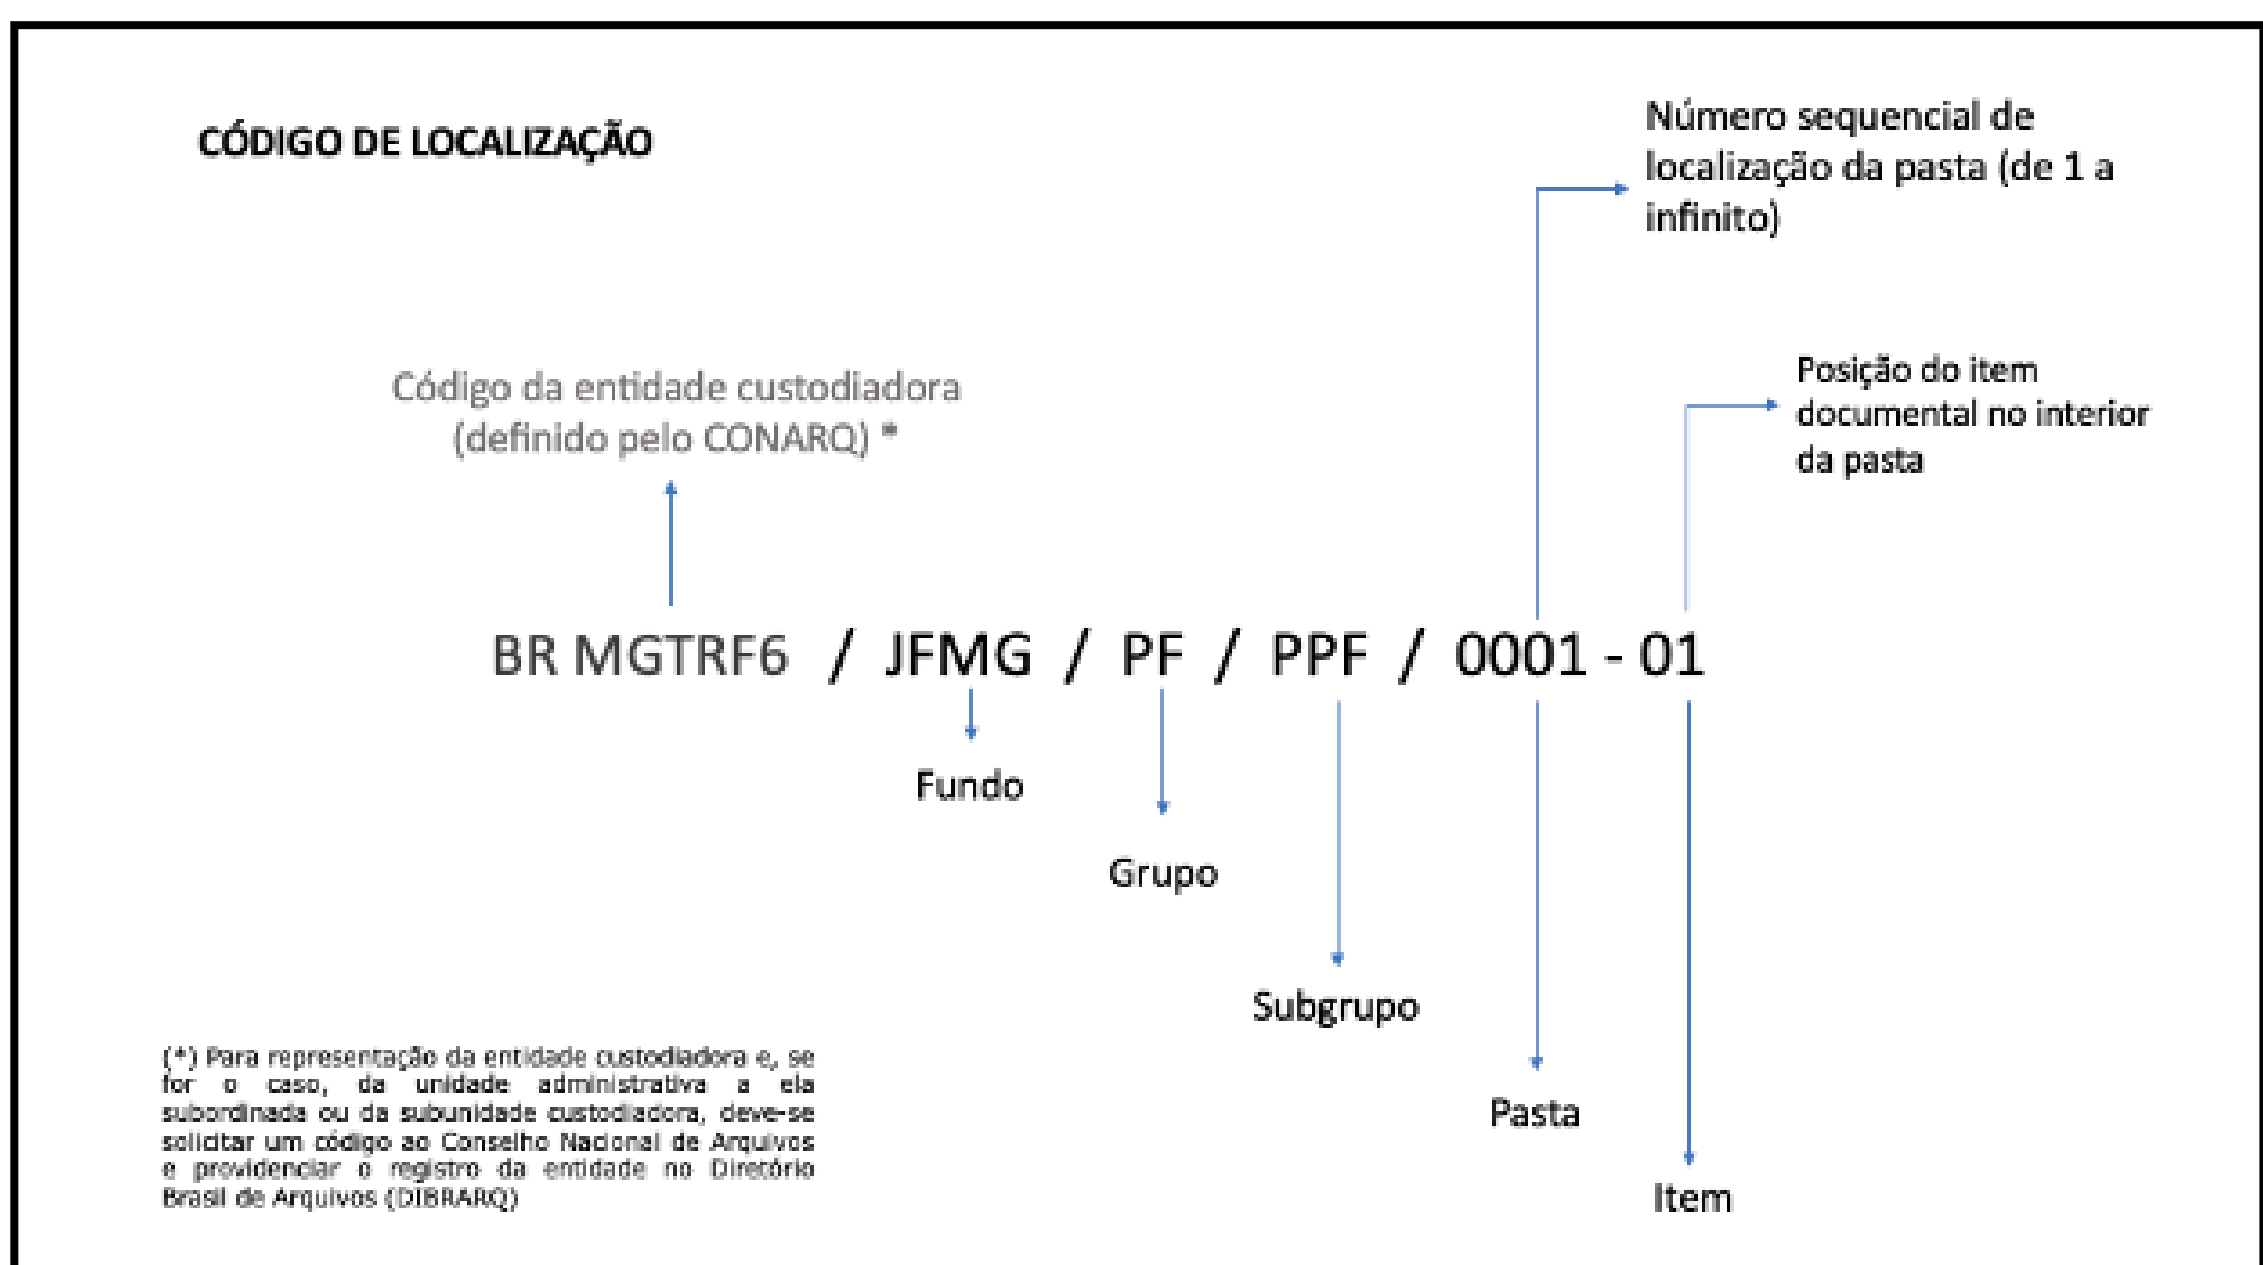 CÓDIGO DE LOCALIZAÇÃO
Número sequencial de
localização da pasta (de 1 a
infinito)
Código da entidade custodiadora
(definido pelo CONARQ) *
Posição do item
documental no interior
da pasta
BR MGTRF6 / JFMG / PF / PPF / 0001 - 01
Fundo
Grupo
Subgrupo
Pasta
Item
(*) Para representação da entidade custodiadora e, se
for o caso, da unidade administrativa a ela
subordinada ou da subunidade custodiadora, deve-se
solicitar um código ao Conselho Nacional de Arquivos
e providenciar o registro da entidade no Diretório
Brasil de Arquivos (DIBRARQ)